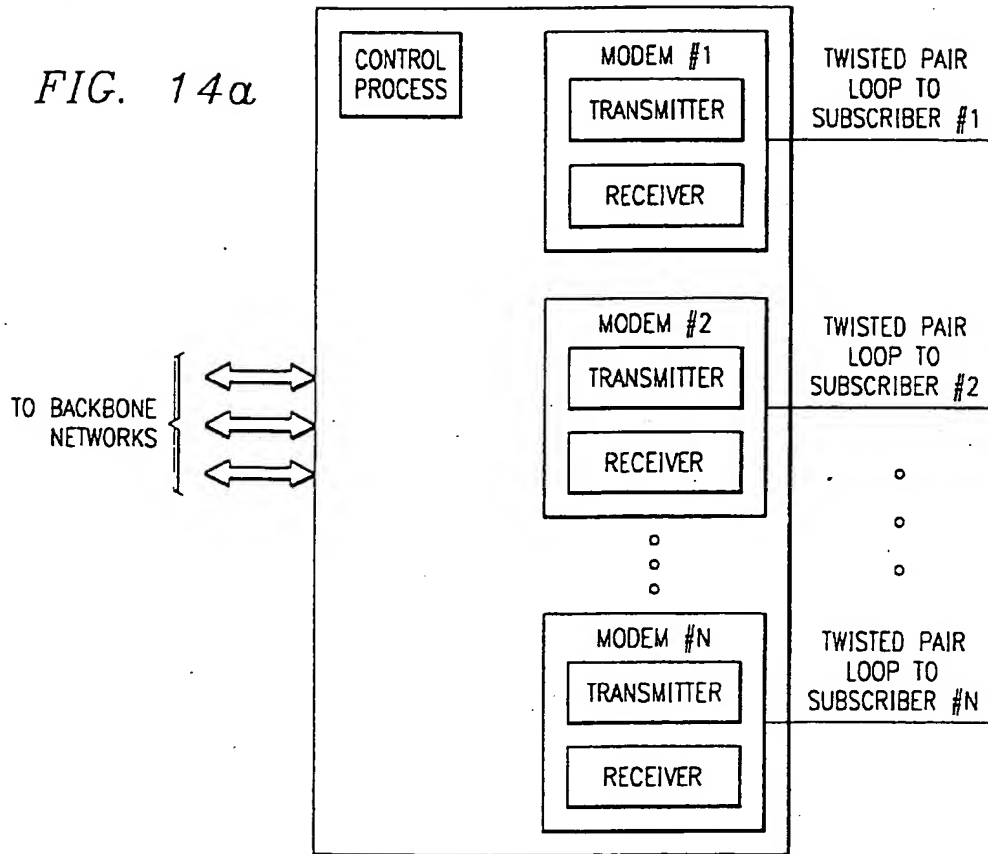 FIG. 14a
CONTROL
PROCESS
MODEM #1
TRANSMITTER
RECEIVER
TWISTED PAIR
LOOP TO
SUBSCRIBER #1
MODEM #2
TRANSMITTER
RECEIVER
TWISTED PAIR
LOOP TO
SUBSCRIBER #2
TO BACKBONE
NETWORKS
MODEM #N
TRANSMITTER
RECEIVER
TWISTED PAIR
LOOP TO
SUBSCRIBER #N